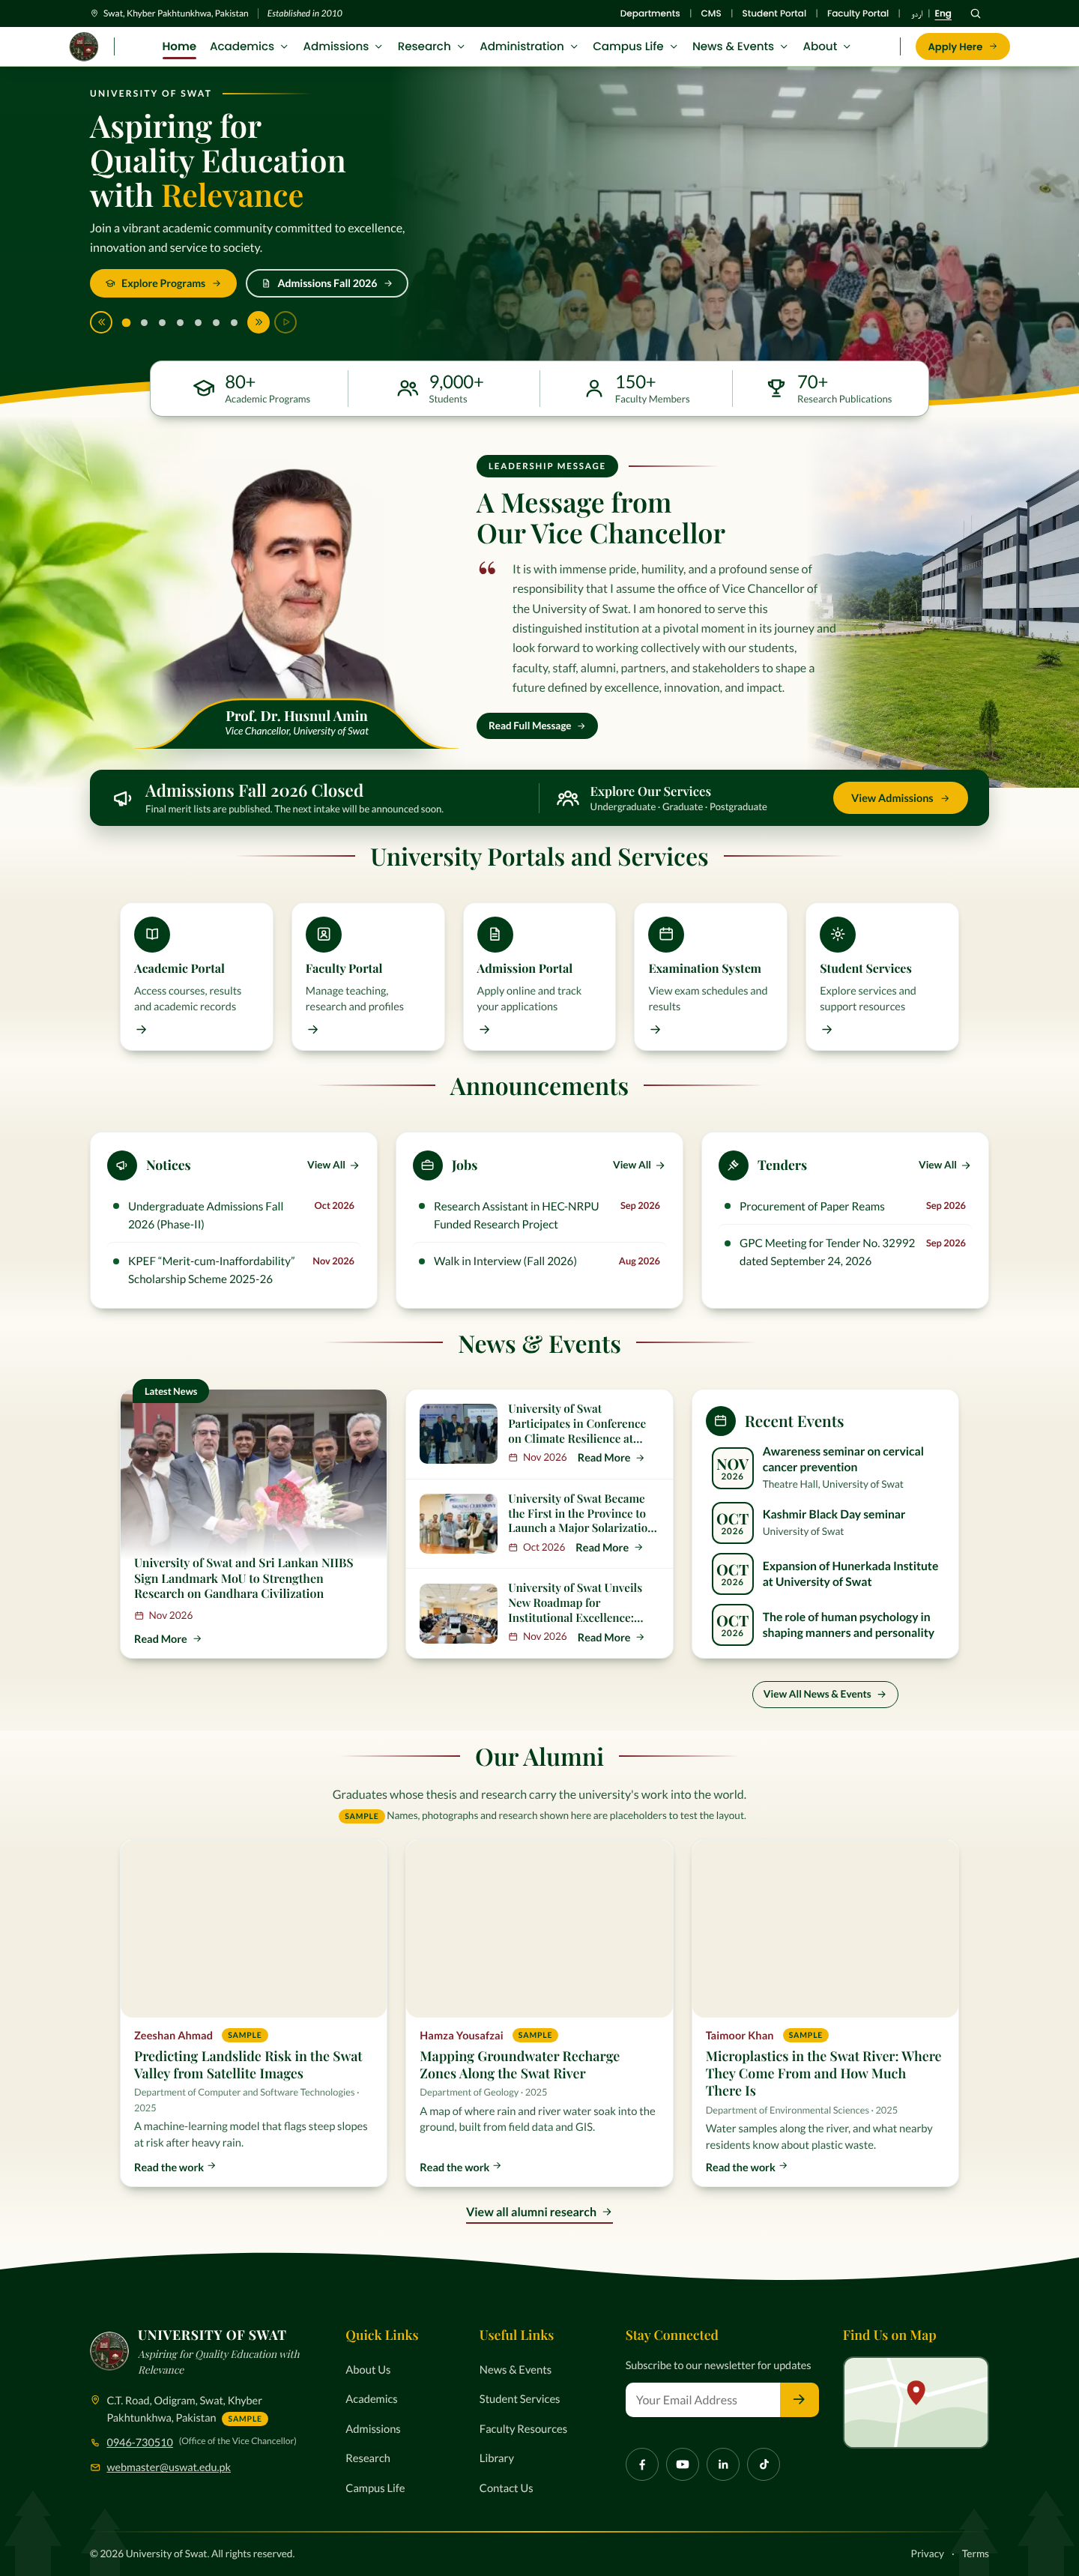 Swat, Khyber Pakhtunkhwa, Pakistan | Established in 2010
Departments | CMS | Student Portal | Faculty Portal | اردو | Eng
Home Academics Admissions Research Administration Campus Life News & Events About
Apply Here
UNIVERSITY OF SWAT
Aspiring for
Quality Education
with Relevance
Join a vibrant academic community committed to excellence,
innovation and service to society.
Explore Programs
Admissions Fall 2026
80+
Academic Programs
9,000+
Students
150+
Faculty Members
70+
Research Publications
LEADERSHIP MESSAGE
A Message from
Our Vice Chancellor
It is with immense pride, humility, and a profound sense of
responsibility that I assume the office of Vice Chancellor of
the University of Swat. I am honored to serve this
distinguished institution at a pivotal moment in its journey and
look forward to working collectively with our students,
faculty, staff, alumni, partners, and stakeholders to shape a
future defined by excellence, innovation, and impact.
Read Full Message
Prof. Dr. Husnul Amin
Vice Chancellor, University of Swat
Admissions Fall 2026 Closed
Final merit lists are published. The next intake will be announced soon.
Explore Our Services
Undergraduate · Graduate · Postgraduate
View Admissions
University Portals and Services
Academic Portal
Access courses, results
and academic records
Faculty Portal
Manage teaching,
research and profiles
Admission Portal
Apply online and track
your applications
Examination System
View exam schedules and
results
Student Services
Explore services and
support resources
Announcements
Notices
View All
Undergraduate Admissions Fall
2026 (Phase-II)
Oct 2026
KPEF “Merit-cum-Inaffordability”
Scholarship Scheme 2025-26
Nov 2026
Jobs
View All
Research Assistant in HEC-NRPU
Funded Research Project
Sep 2026
Walk in Interview (Fall 2026)
Aug 2026
Tenders
View All
Procurement of Paper Reams
Sep 2026
GPC Meeting for Tender No. 32992
dated September 24, 2026
Sep 2026
News & Events
Latest News
University of Swat and Sri Lankan NIIBS
Sign Landmark MoU to Strengthen
Research on Gandhara Civilization
Nov 2026
Read More
University of Swat
Participates in Conference
on Climate Resilience at...
Nov 2026 Read More
University of Swat Became
the First in the Province to
Launch a Major Solarizatio...
Oct 2026 Read More
University of Swat Unveils
New Roadmap for
Institutional Excellence:...
Nov 2026 Read More
Recent Events
NOV
2026
Awareness seminar on cervical
cancer prevention
Theatre Hall, University of Swat
OCT
2026
Kashmir Black Day seminar
University of Swat
OCT
2026
Expansion of Hunerkada Institute
at University of Swat
OCT
2026
The role of human psychology in
shaping manners and personality
View All News & Events
Our Alumni
Graduates whose thesis and research carry the university's work into the world.
SAMPLE Names, photographs and research shown here are placeholders to test the layout.
Zeeshan Ahmad SAMPLE
Predicting Landslide Risk in the Swat
Valley from Satellite Images
Department of Computer and Software Technologies ·
2025
A machine-learning model that flags steep slopes
at risk after heavy rain.
Read the work
Hamza Yousafzai SAMPLE
Mapping Groundwater Recharge
Zones Along the Swat River
Department of Geology · 2025
A map of where rain and river water soak into the
ground, built from field data and GIS.
Read the work
Taimoor Khan SAMPLE
Microplastics in the Swat River: Where
They Come From and How Much
There Is
Department of Environmental Sciences · 2025
Water samples along the river, and what nearby
residents know about plastic waste.
Read the work
View all alumni research
UNIVERSITY OF SWAT
Aspiring for Quality Education with
Relevance
C.T. Road, Odigram, Swat, Khyber
Pakhtunkhwa, Pakistan SAMPLE
0946-730510 (Office of the Vice Chancellor)
webmaster@uswat.edu.pk
Quick Links
About Us
Academics
Admissions
Research
Campus Life
Useful Links
News & Events
Student Services
Faculty Resources
Library
Contact Us
Stay Connected
Subscribe to our newsletter for updates
Your Email Address
Find Us on Map
© 2026 University of Swat. All rights reserved.
Privacy · Terms